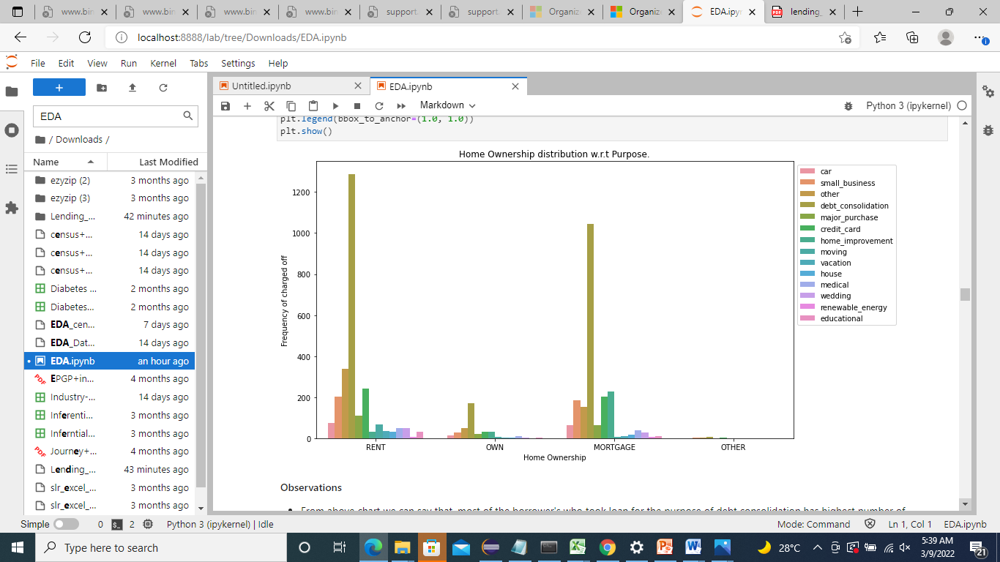 www.bin
www.bin
www.bin
www.bin
support.
support.
Organize
Organize
EDA.ipyn
lending_
localhost:8888/lab/tree/Downloads/EDA.ipynb
File Edit View Run Kernel Tabs Settings Help
Untitled.ipynb
EDA.ipynb
Markdown
Python 3 (ipykernel)
EDA
/ Downloads /
Name Last Modified
ezyzip (2) 3 months ago
ezyzip (3) 3 months ago
Lending_... 42 minutes ago
census+... 14 days ago
census+... 14 days ago
census+... 14 days ago
Diabetes ... 2 months ago
Diabetes... 2 months ago
EDA_cen... 7 days ago
EDA_Dat... 14 days ago
EDA.ipynb an hour ago
EPGP+in... 4 months ago
Industry-... 14 days ago
Inferenti... 3 months ago
Inferntial... 3 months ago
Journey+... 4 months ago
Lending_... 43 minutes ago
slr_excel_... 3 months ago
slr_excel_... 3 months ago
plt.legend(bbox_to_anchor=(1.0, 1.0))
plt.show()
Home Ownership distribution w.r.t Purpose.
Frequency of charged off
1200
1000
800
600
400
200
0
RENT OWN MORTGAGE OTHER
Home Ownership
car
small_business
other
debt_consolidation
major_purchase
credit_card
home_improvement
moving
vacation
house
medical
wedding
renewable_energy
educational
Observations
From above chart we can say that, most of the borrower's who took loan for the purpose of debt consolidation has highest number of
Simple 0 2 Python 3 (ipykernel) | Idle Mode: Command Ln 1, Col 1 EDA.ipynb
Type here to search
28°C
5:39 AM
3/9/2022
21